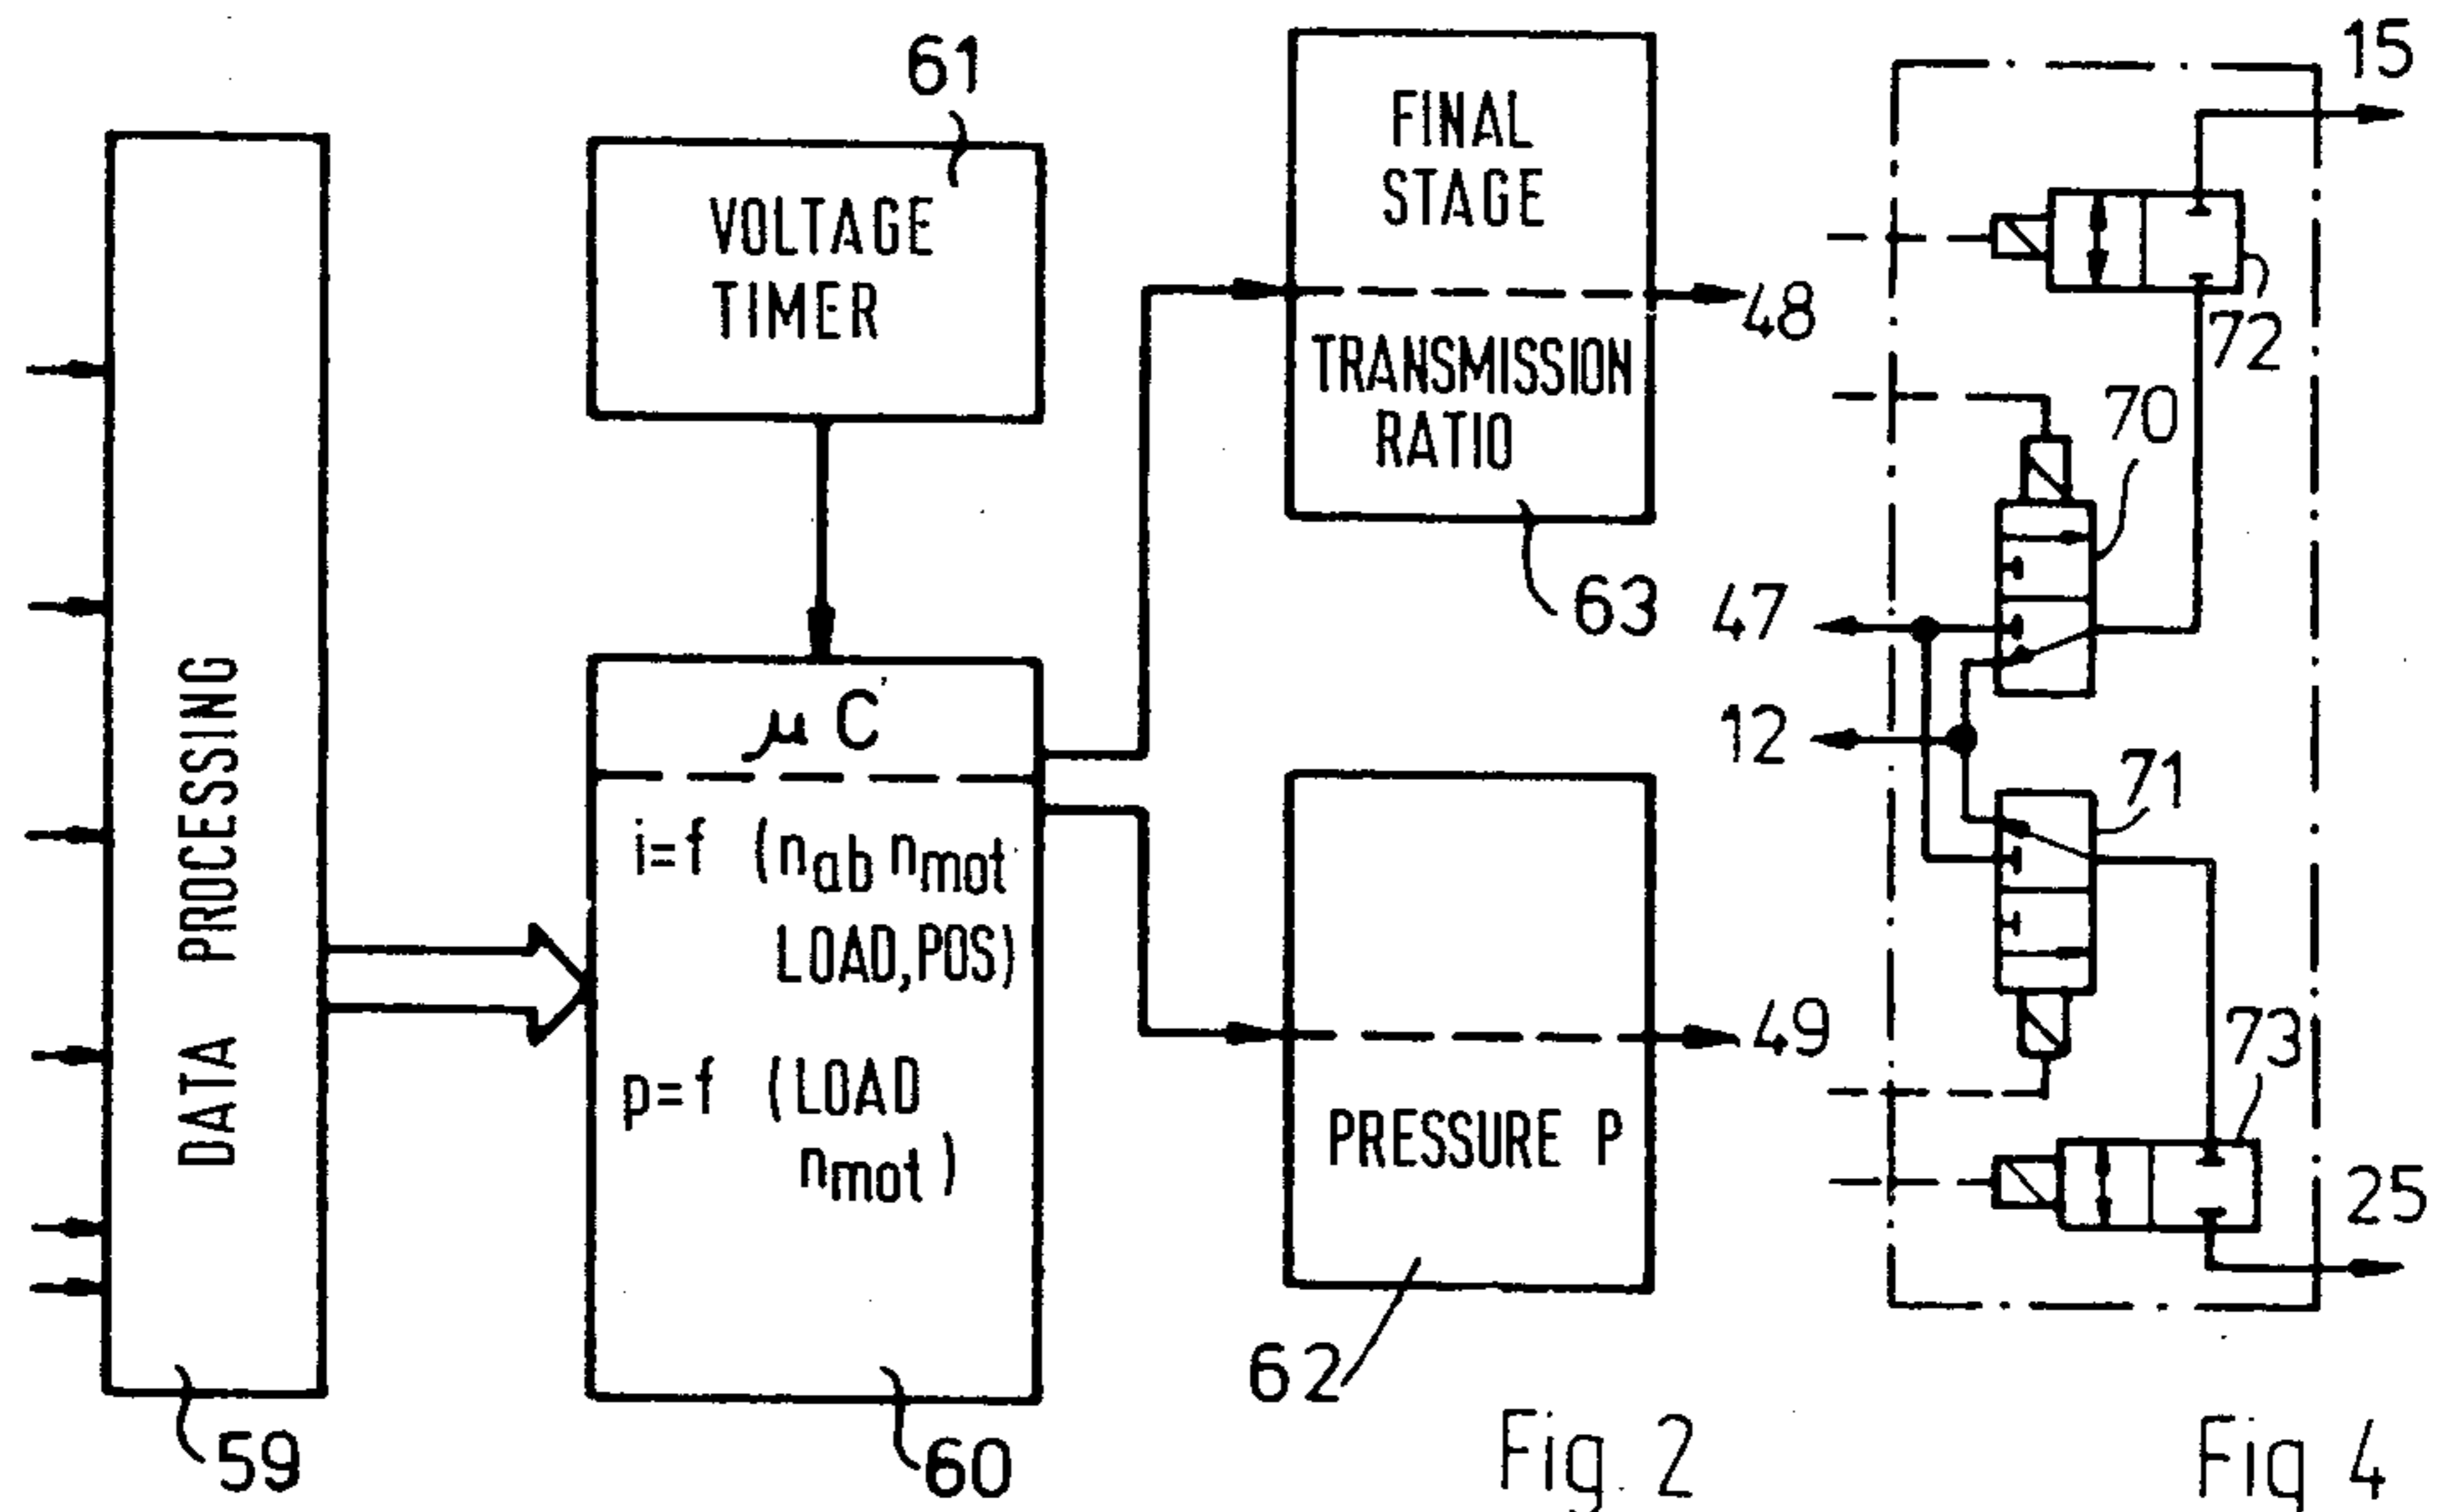 DATA PROCESSING
59
61
VOLTAGE
TIMER
μC
i=f (nab nmot
LOAD,POS)
p=f (LOAD
nmot)
60
FINAL
STAGE
TRANSMISSION
RATIO
48
63
PRESSURE P
49
62
Fig. 2
15
72
70
47
12
71
73
25
Fig 4